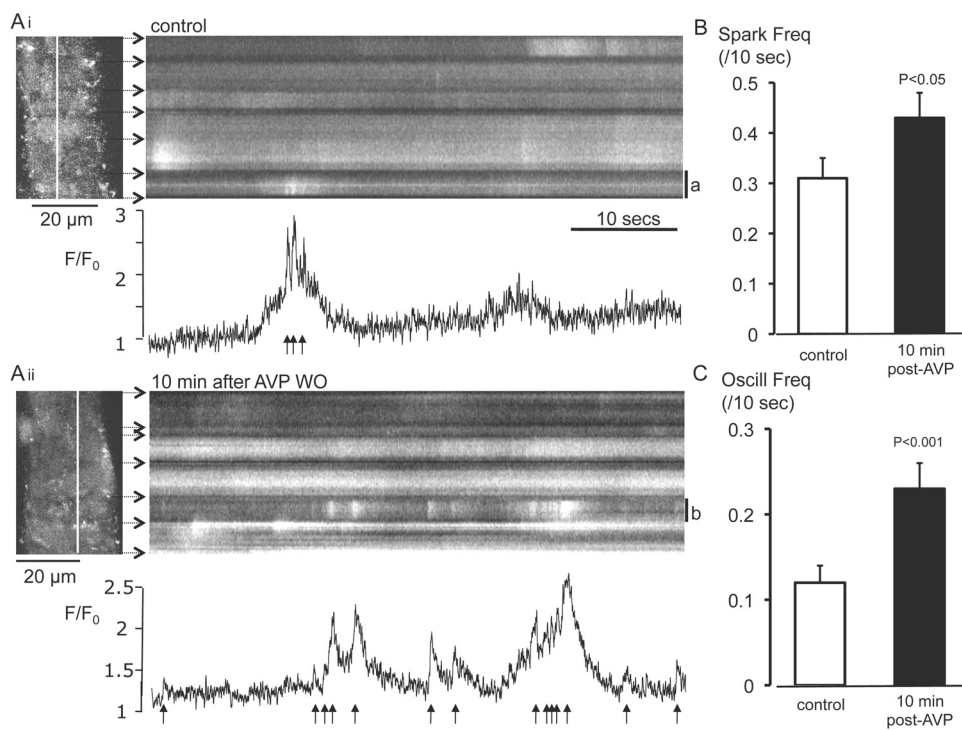 A i
control
a
20 µm
10 secs
F/F0
3
2
1
A ii
10 min after AVP WO
b
20 µm
F/F0
2.5
2
1.5
1
B Spark Freq
(/10 sec)
P<0.05
0.5
0.4
0.3
0.2
0.1
0
control
10 min
post-AVP
C Oscill Freq
(/10 sec)
P<0.001
0.3
0.2
0.1
0
control
10 min
post-AVP